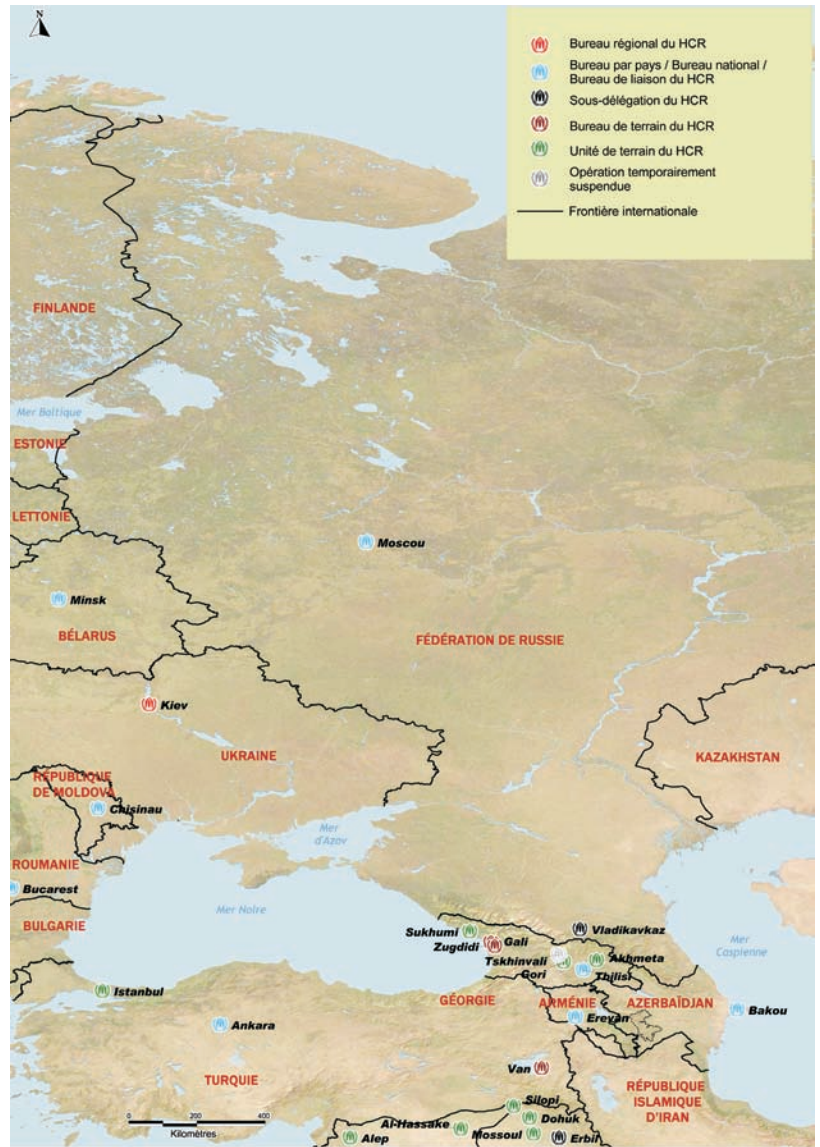 N
Bureau régional du HCR
Bureau par pays / Bureau national /
Bureau de liaison du HCR
Sous-délégation du HCR
Bureau de terrain du HCR
Unité de terrain du HCR
Opération temporairement
suspendue
Frontière internationale
FINLANDE
Mer Baltique
ESTONIE
LETTONIE
Moscou
Minsk
BÉLARUS
FÉDÉRATION DE RUSSIE
Kiev
UKRAINE
KAZAKHSTAN
RÉPUBLIQUE
DE MOLDOVA
Chisinau
Mer
d'Azov
ROUMANIE
Bucarest
Mer Noire
BULGARIE
Sukhumi
Vladikavkaz
Gali
Zugdidi
Mer
Caspienne
Tskhinvali
Akhmeta
Gori
Tbilisi
Istanbul
GÉORGIE
ARMÉNIE
AZERBAÏDJAN
Bakou
Ankara
Erevan
Van
TURQUIE
RÉPUBLIQUE
ISLAMIQUE
D'IRAN
Silopi
Dohuk
Al-Hassake
Mossoul
Alep
Erbil
0 200 400
Kilomètres